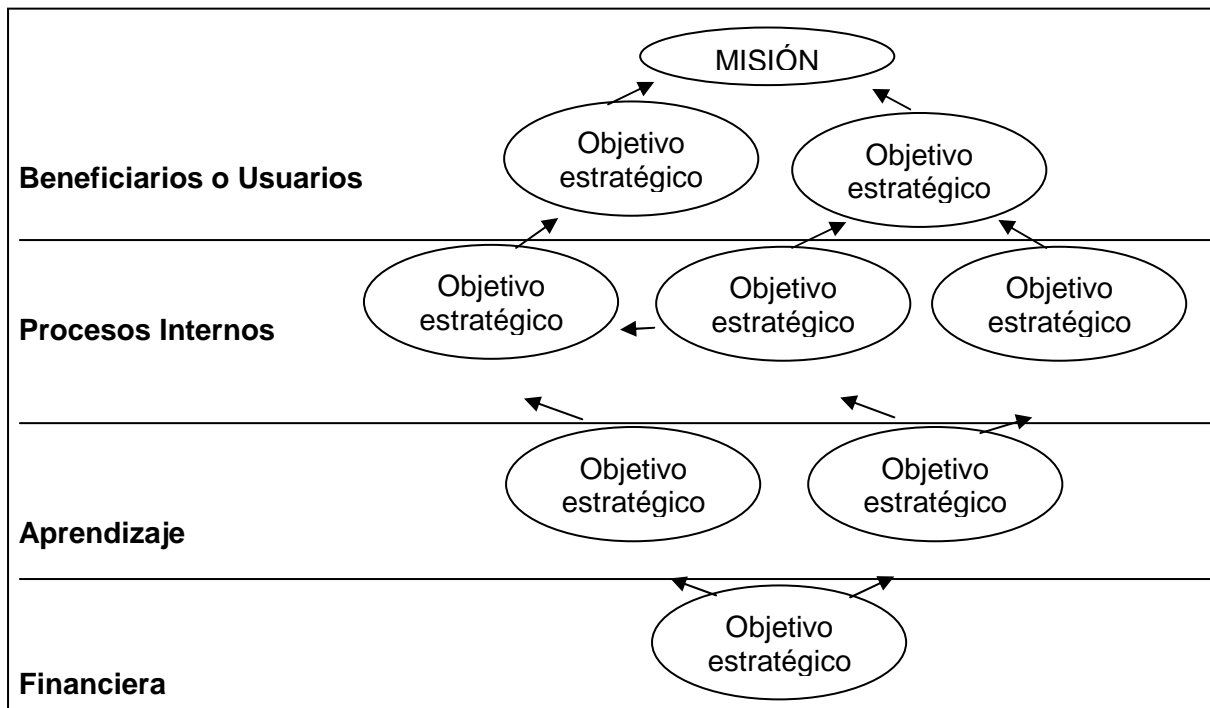 MISIÓN
Objetivo
estratégico
Objetivo
estratégico
Beneficiarios o Usuarios
Objetivo
estratégico
Objetivo
estratégico
Objetivo
estratégico
Procesos Internos
Objetivo
estratégico
Objetivo
estratégico
Aprendizaje
Objetivo
estratégico
Financiera